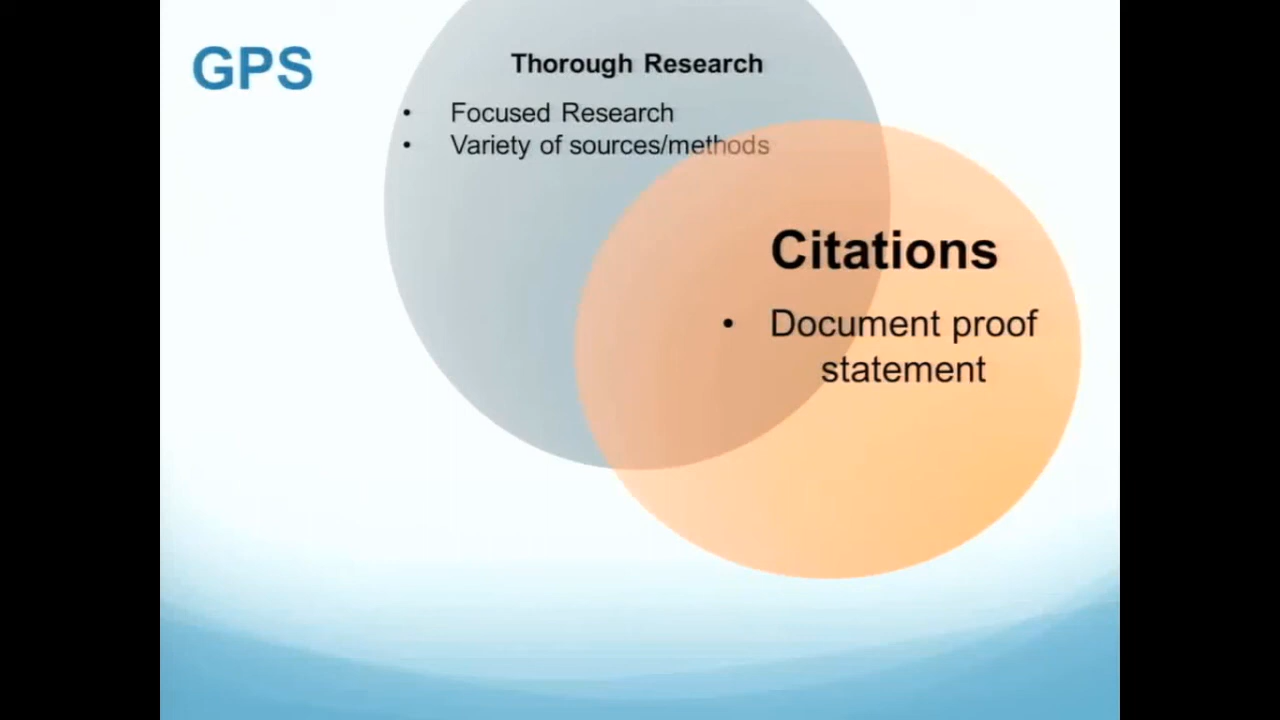 GPS
Thorough Research
• Focused Research
• Variety of sources/methods
Citations
• Document proof
statement